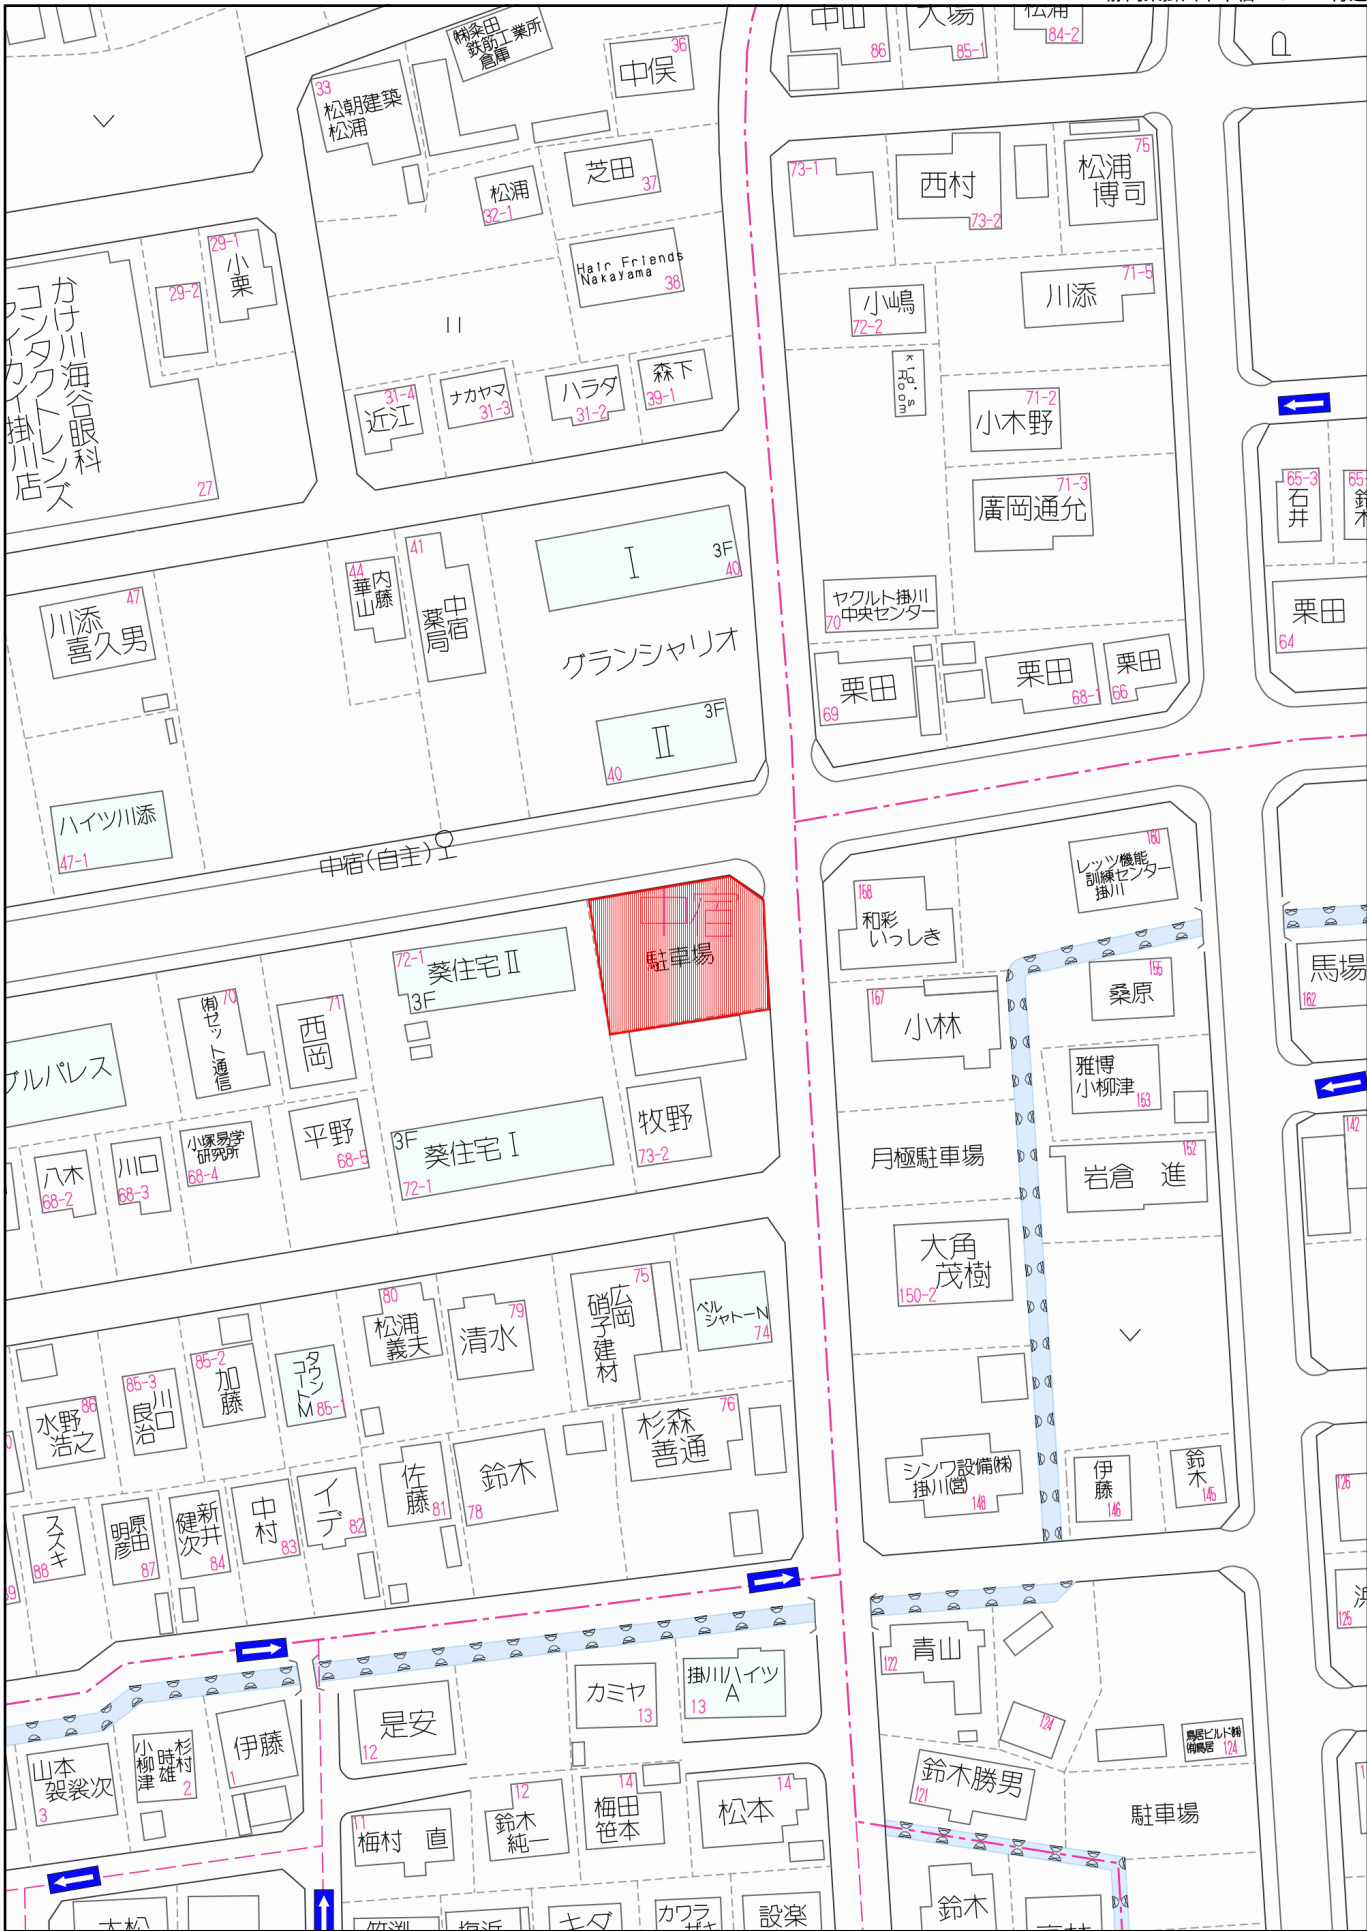 中山
86
大場
85-1
松浦
84-2
㈱粂田
鉄筋工業所
倉庫
中俣
36
33
松朝建築
松浦
芝田
37
松浦
32-1
Hair Friends
Nakayama
38
73-1
西村
73-2
松浦
博司
75
29-1
小栗
29-2
かけ川海谷眼科
コンタクトレンズ
掛川店
27
小嶋
72-2
川添
71-5
Kid's
Room
31-4
近江
ナカヤマ
31-3
ハラダ
31-2
森下
39-1
71-2
小木野
71-3
廣岡通允
65-3
石井
栗田
64
47
川添
喜久男
44
内藤
華山
41
中宿
薬局
Ⅰ
3F
40
グランシャリオ
3F
Ⅱ
40
ヤクルト掛川
中央センター
70
栗田
69
栗田
68-1
栗田
66
ハイツ川添
47-1
中宿(自主)
中宿
駐車場
158
和彩
いっしき
160
レッツ機能
訓練センター
掛川
72-1
葵住宅Ⅱ
3F
㈲ゼット通信
70
西岡
71
ブルパレス
157
小林
155
桑原
馬場
162
雅博
小柳津
153
八木
68-2
川口
68-3
小塚易学
研究所
68-4
平野
68-5
3F
葵住宅Ⅰ
72-1
牧野
73-2
月極駐車場
152
岩倉 進
142
大角
茂樹
150-2
80
松浦
義夫
79
清水
75
広岡
硝子建材
ベル
シャトーN
74
85-3
川口
良治
85-2
加藤
タウン
コートM
85-1
水野
浩之
86
杉森
善通
76
スズキ
88
原田
明彦
87
新井
健次
84
中村
83
イデ
82
佐藤
81
鈴木
78
シンワ設備㈱
掛川(営)
148
伊藤
146
鈴木
145
126
125
青山
122
124
鳥居ビルド㈱
㈲鳥居
124
山本
袈裟次
3
杉村
時雄
小柳津
2
伊藤
1
是安
12
カミヤ
13
掛川ハイツ
A
13
鈴木勝男
121
駐車場
11
梅村 直
12
鈴木
純一
14
梅田
笹本
14
松本
カワラ
設楽
鈴木